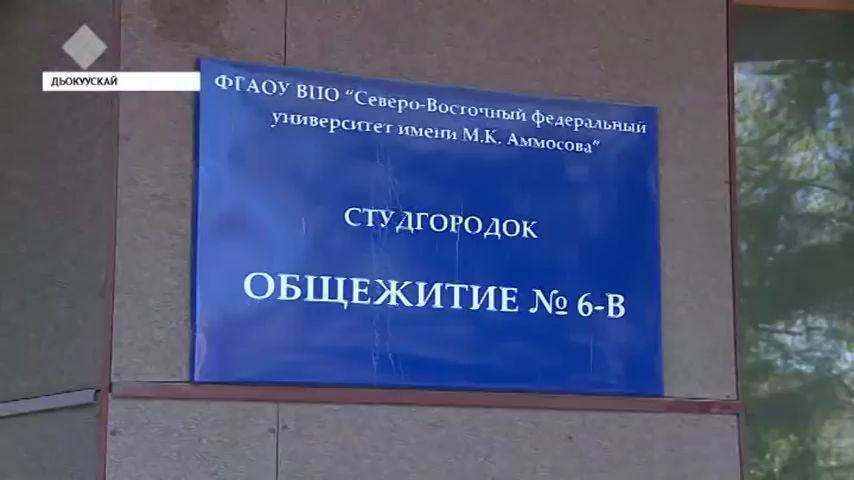 ДЬОКУУСКАЙ
ФГАОУ ВПО “Северо-Восточный федеральный
университет имени М.К. Аммосова”
СТУДГОРОДОК
ОБЩЕЖИТИЕ № 6-В